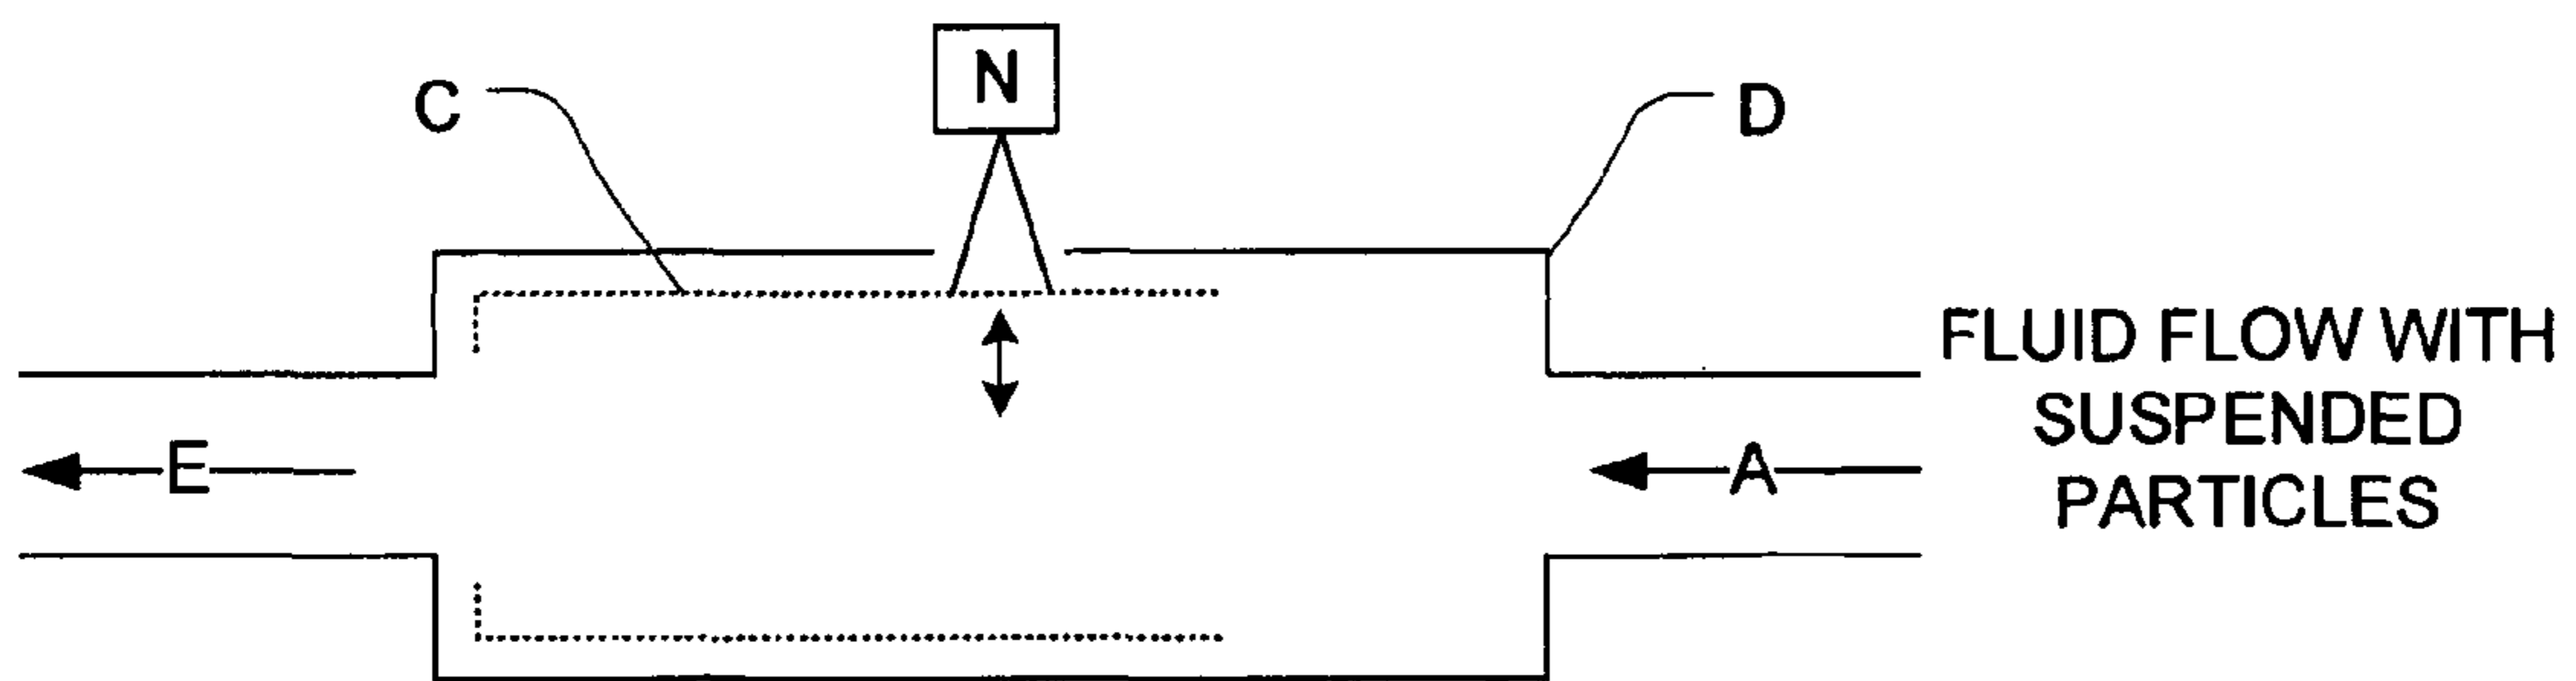 N
C
D
FLUID FLOW WITH
SUSPENDED
PARTICLES
E
A